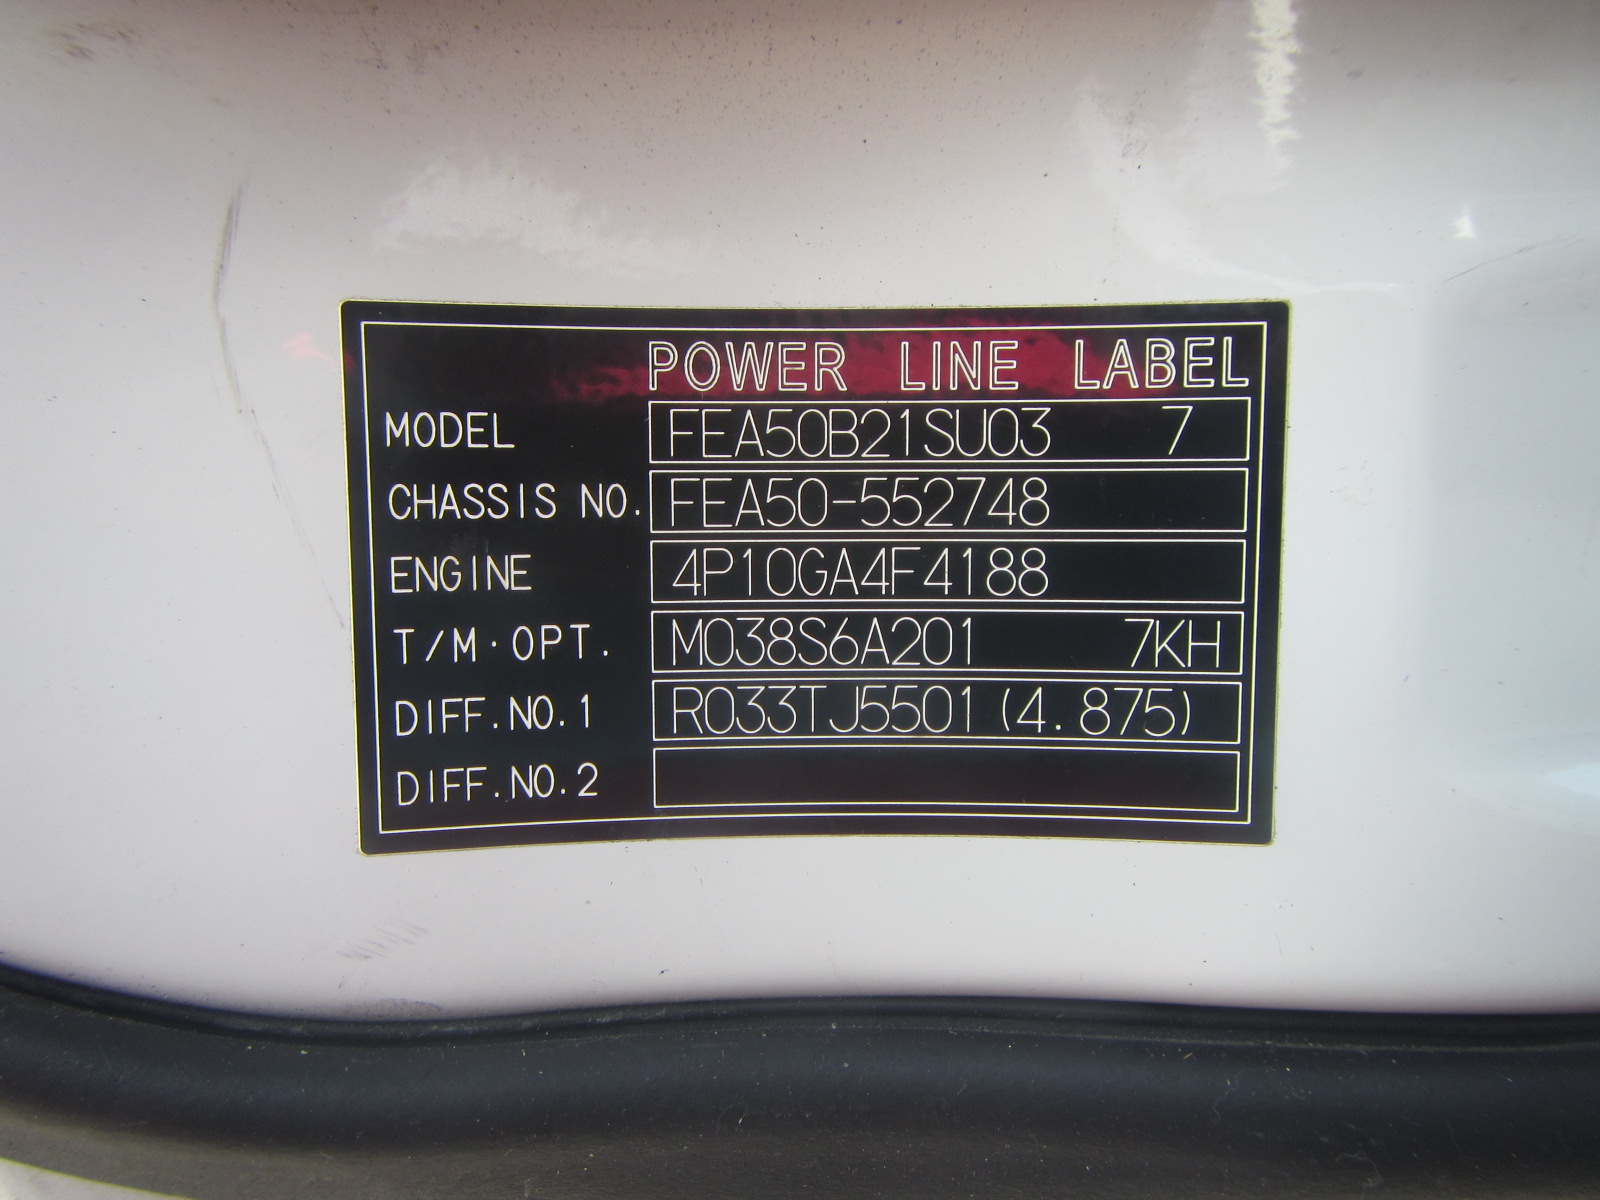 POWER LINE LABEL
MODEL FEA50B21SU03 7
CHASSIS NO. FEA50-552748
ENGINE 4P10GA4F4188
T/M·OPT. M038S6A201 7KH
DIFF.NO.1 R033TJ5501 (4.875)
DIFF.NO.2